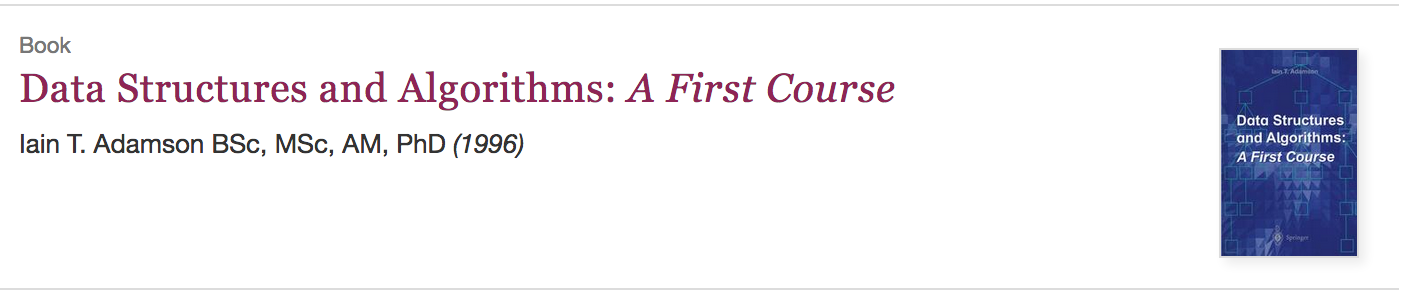 Book
Data Structures and Algorithms: A First Course
Iain T. Adamson BSc, MSc, AM, PhD (1996)
Iain T. Adamson
Data Structures
and Algorithms:
A First Course
Springer